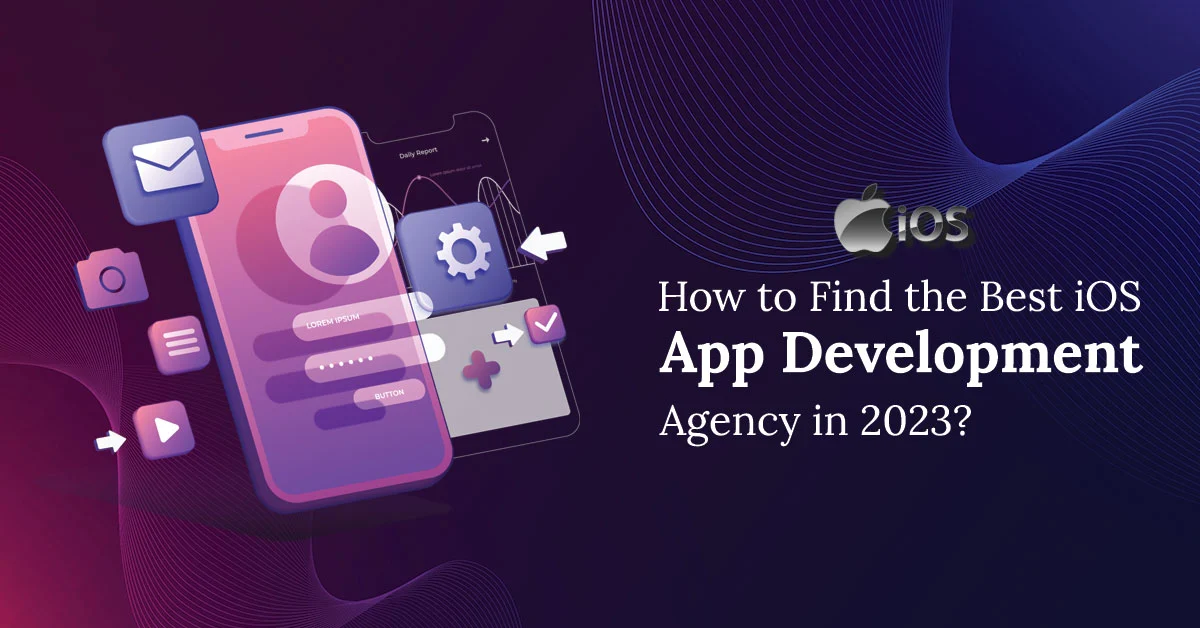 Daily Report
LOREM IPSUM
BUTTON
iOS
How to Find the Best iOS
App Development
Agency in 2023?